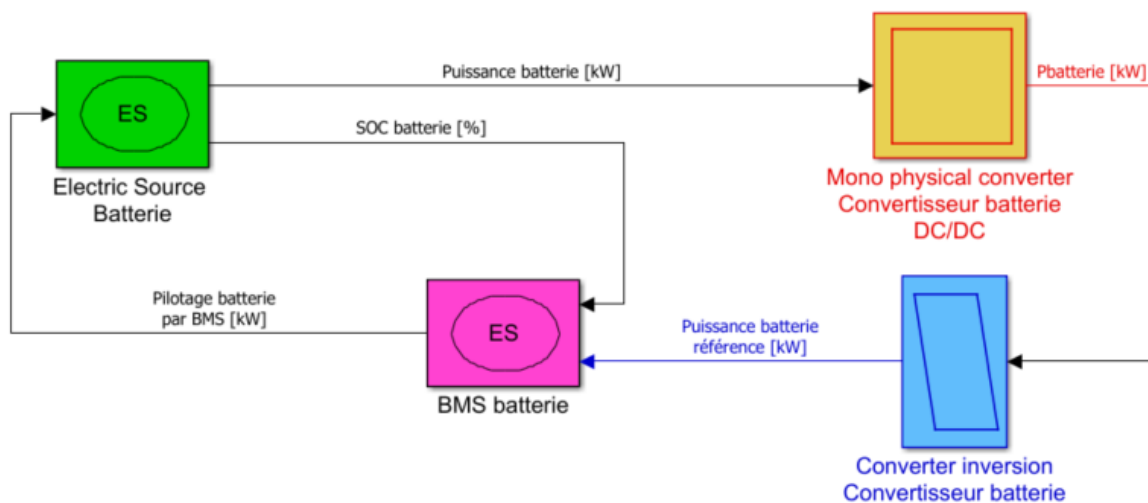 Puissance batterie [kW]
Pbatterie [kW]
ES
SOC batterie [%]
Electric Source
Batterie
Mono physical converter
Convertisseur batterie
DC/DC
Pilotage batterie
par BMS [kW]
ES
Puissance batterie
référence [kW]
BMS batterie
Converter inversion
Convertisseur batterie